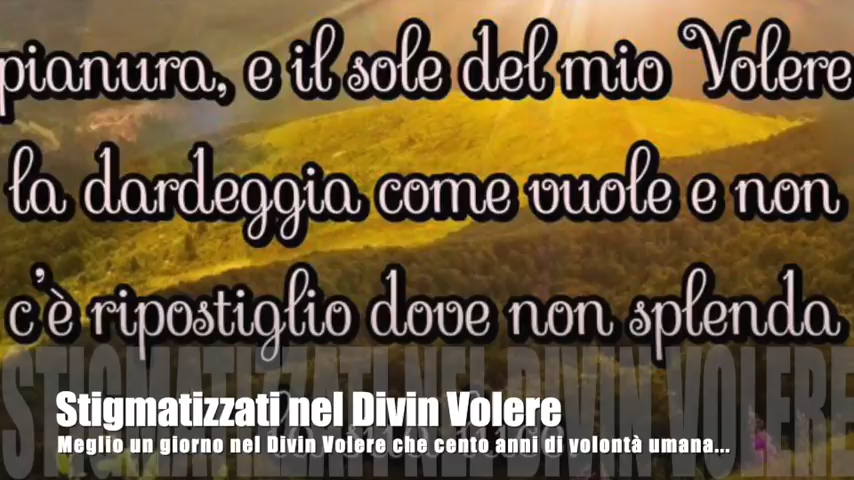 pianura, e il sole del mio Volere
la dardeggia come vuole e non
c'è ripostiglio dove non splenda
STIGMATIZZATI NEL DIVIN VOLERE
Stigmatizzati nel Divin Volere
Meglio un giorno nel Divin Volere che cento anni di volontà umana...